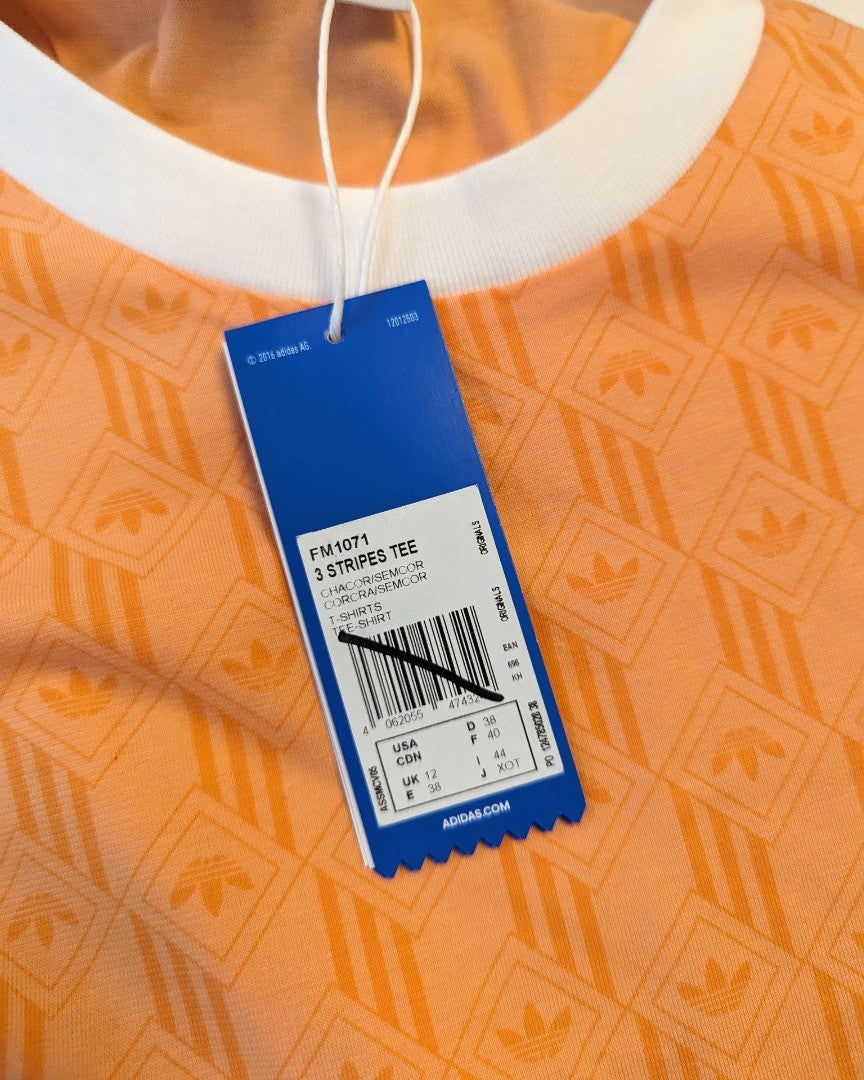 © 2016 adidas AG.
12012503
FM1071
3 STRIPES TEE
CHACOR/SEMCOR
CORCRA/SEMCOR
T-SHIRTS
TEE-SHIRT
ORIGINALS
ORIGINALS
EAN
696
KH
4 062055 47432
USA
CDN
UK 12
E 38
D 38
F 40
I 44
J XOT
ADIDAS.COM